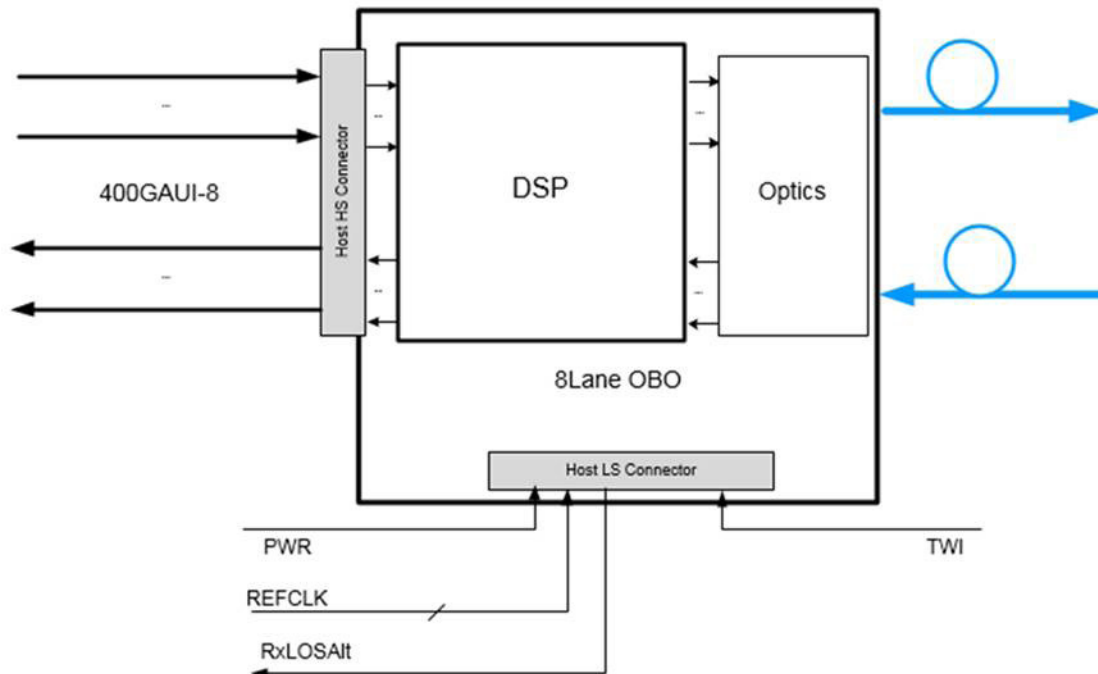 400GAUI-8
Host HS Connector
DSP
Optics
8Lane OBO
Host LS Connector
PWR
TWI
REFCLK
RxLOSAlt